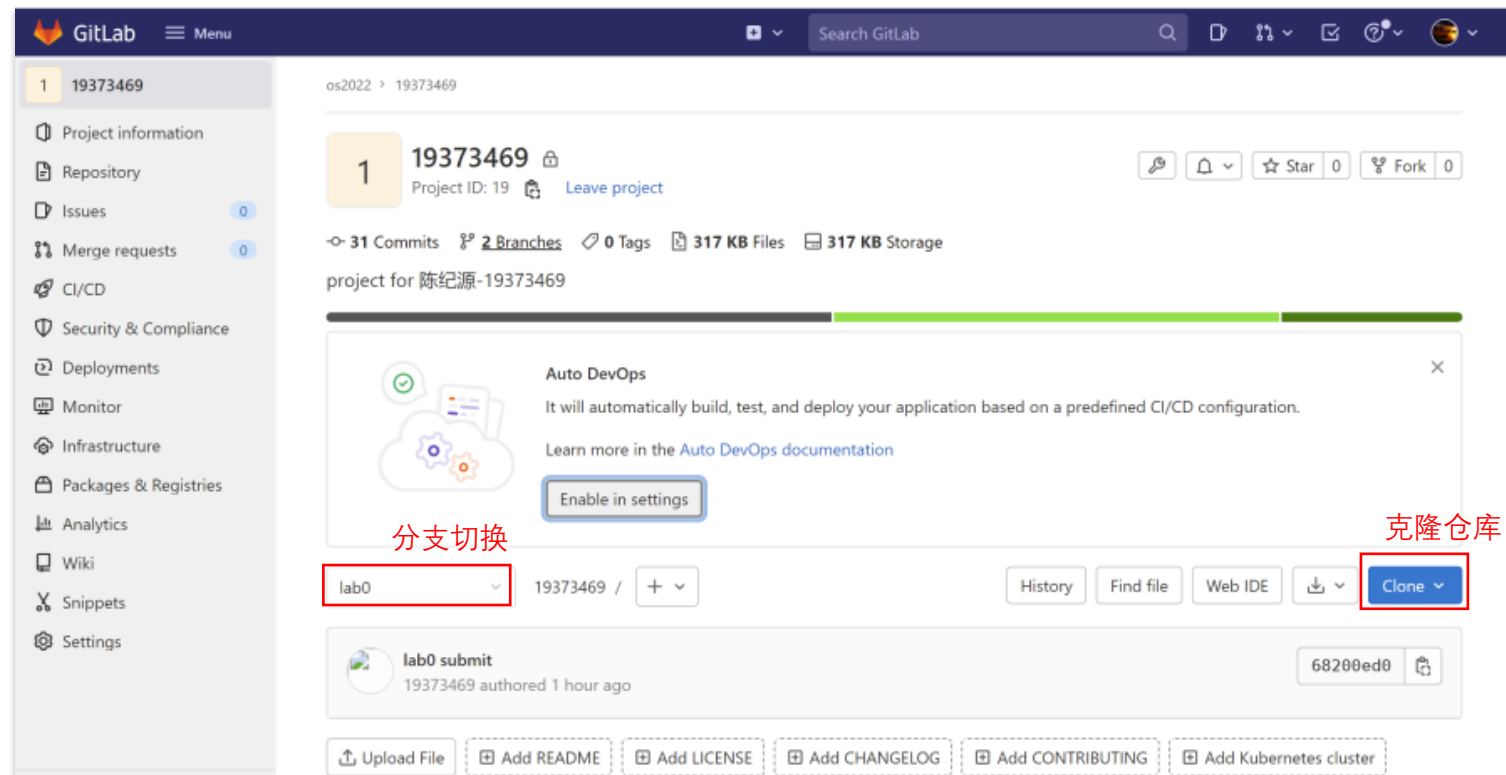 GitLab Menu Search GitLab
1 19373469
Project information
Repository
Issues 0
Merge requests 0
CI/CD
Security & Compliance
Deployments
Monitor
Infrastructure
Packages & Registries
Analytics
Wiki
Snippets
Settings
os2022 > 19373469
1
19373469
Project ID: 19 Leave project
Star 0 Fork 0
31 Commits 2 Branches 0 Tags 317 KB Files 317 KB Storage
project for 陈纪源-19373469
Auto DevOps
It will automatically build, test, and deploy your application based on a predefined CI/CD configuration.
Learn more in the Auto DevOps documentation
Enable in settings
分支切换
克隆仓库
lab0 19373469 / + History Find file Web IDE Clone
lab0 submit
19373469 authored 1 hour ago
68200ed0
Upload File Add README Add LICENSE Add CHANGELOG Add CONTRIBUTING Add Kubernetes cluster